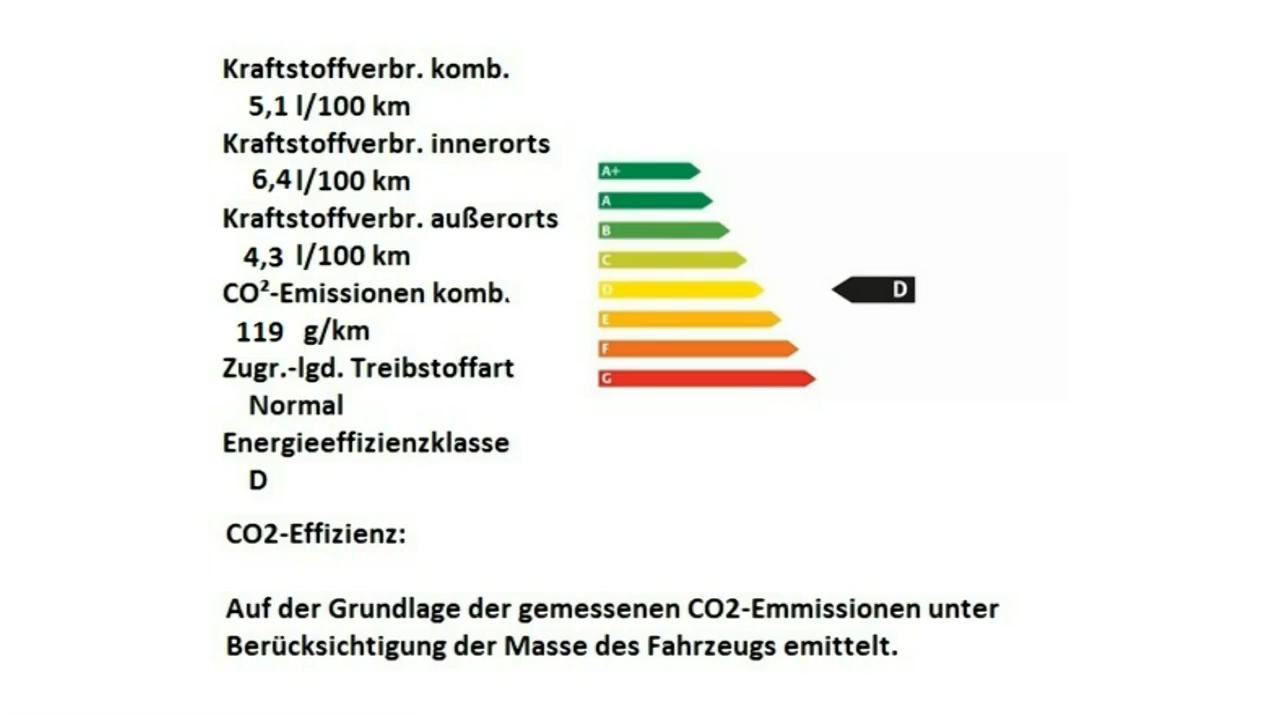 Kraftstoffverbr. komb.
5,1 l/100 km
Kraftstoffverbr. innerorts
6,4 l/100 km
Kraftstoffverbr. außerorts
4,3 l/100 km
CO²-Emissionen komb.
119 g/km
Zugr.-lgd. Treibstoffart
Normal
Energieeffizienzklasse
D
A+
A
B
C
D
D
E
F
G
CO2-Effizienz:
Auf der Grundlage der gemessenen CO2-Emmissionen unter
Berücksichtigung der Masse des Fahrzeugs emittelt.